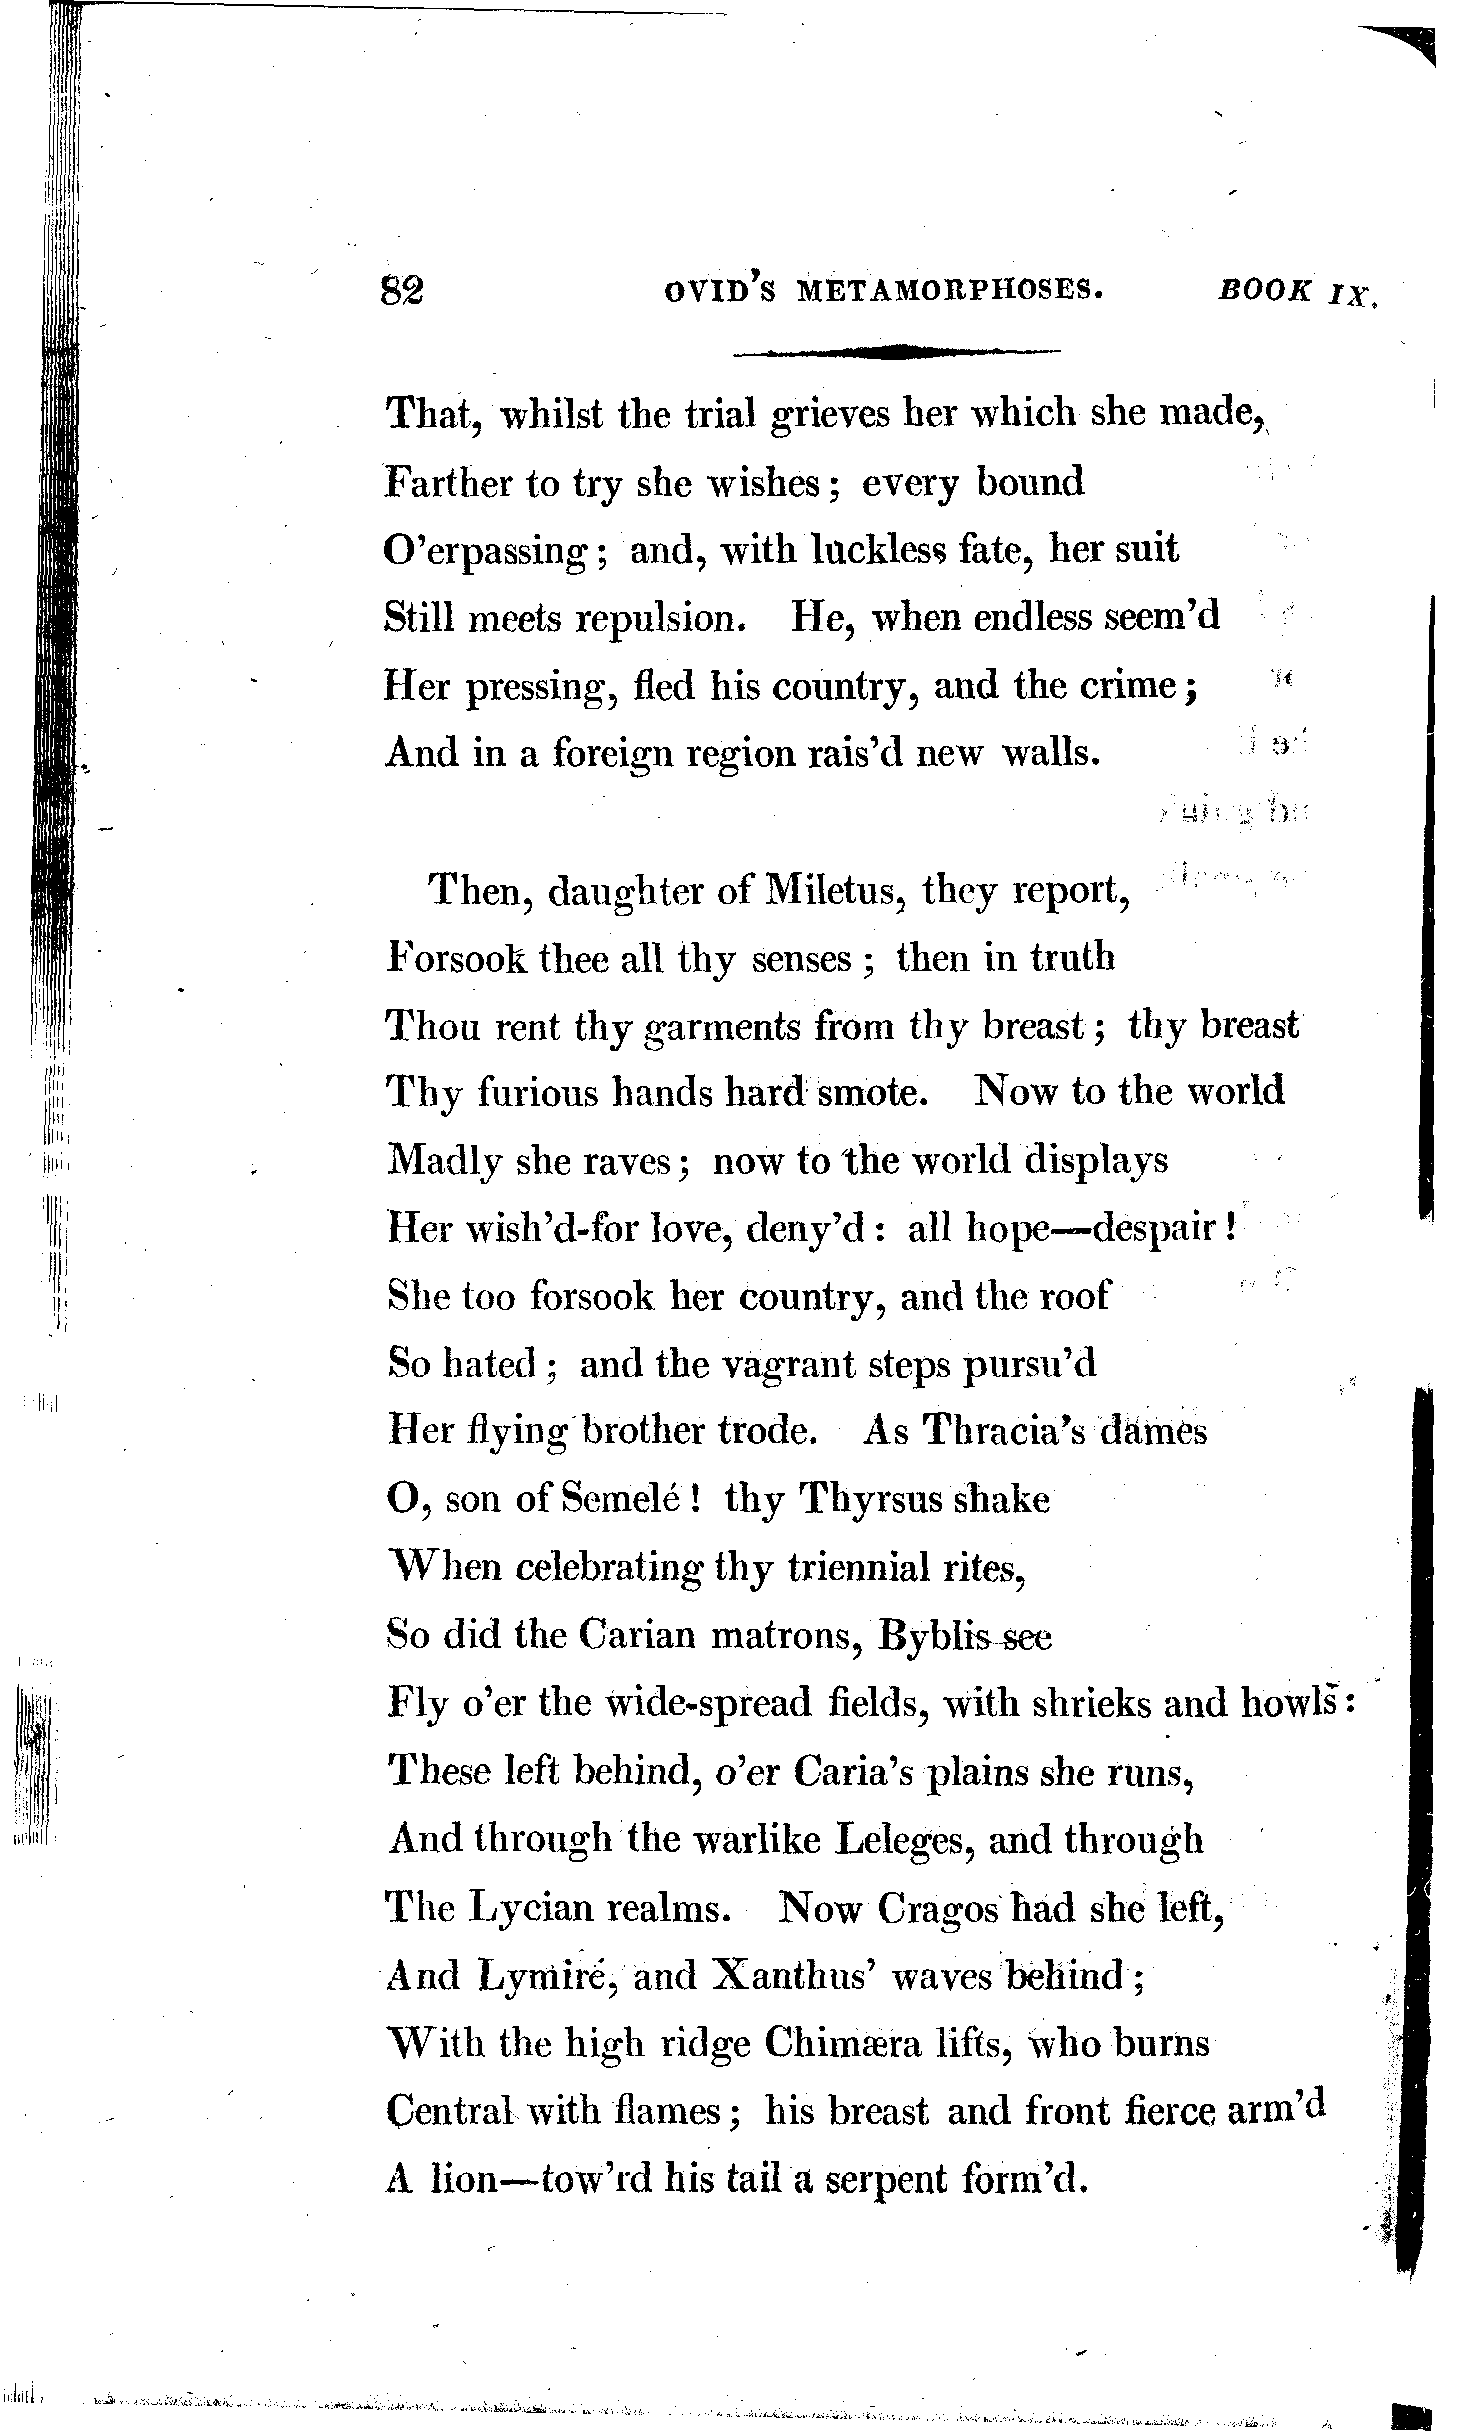 82 OVID'S METAMORPHOSES. BOOK IX.
That, whilst the trial grieves her which she made,
Farther to try she wishes; every bound
O'erpassing; and, with luckless fate, her suit
Still meets repulsion. He, when endless seem'd
Her pressing, fled his country, and the crime;
And in a foreign region rais'd new walls.
Then, daughter of Miletus, they report,
Forsook thee all thy senses; then in truth
Thou rent thy garments from thy breast; thy breast
Thy furious hands hard smote. Now to the world
Madly she raves; now to the world displays
Her wish'd-for love, deny'd: all hope—despair!
She too forsook her country, and the roof
So hated; and the vagrant steps pursu'd
Her flying brother trode. As Thracia's dames
O, son of Semelé! thy Thyrsus shake
When celebrating thy triennial rites,
So did the Carian matrons, Byblis see
Fly o'er the wide-spread fields, with shrieks and howls:
These left behind, o'er Caria's plains she runs,
And through the warlike Leleges, and through
The Lycian realms. Now Cragos had she left,
And Lymiré, and Xanthus' waves behind;
With the high ridge Chimæra lifts, who burns
Central with flames; his breast and front fierce arm'd
A lion—tow'rd his tail a serpent form'd.